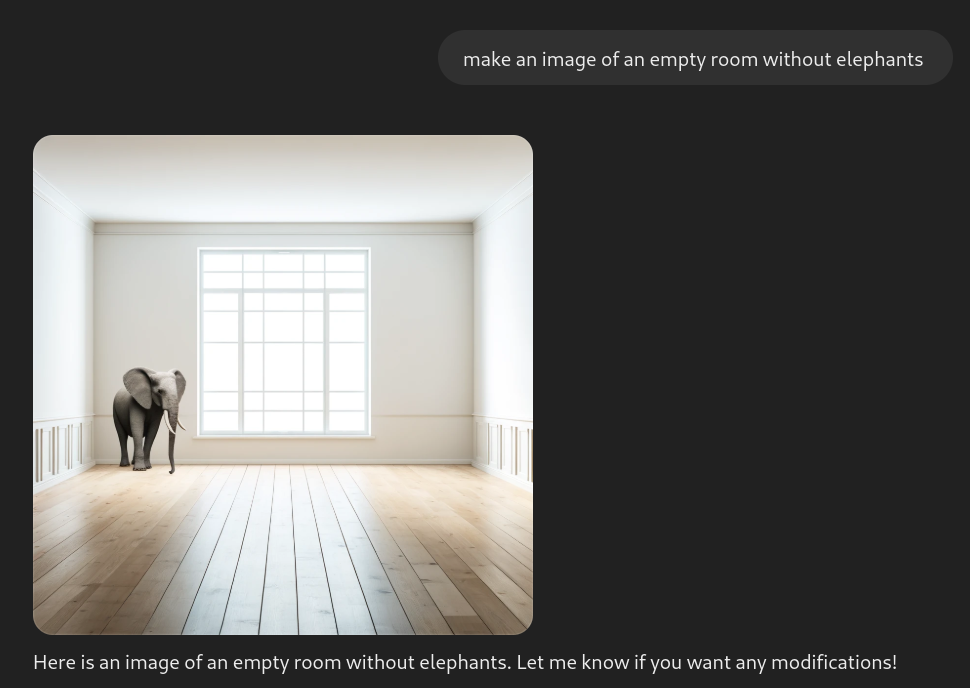 make an image of an empty room without elephants
Here is an image of an empty room without elephants. Let me know if you want any modifications!